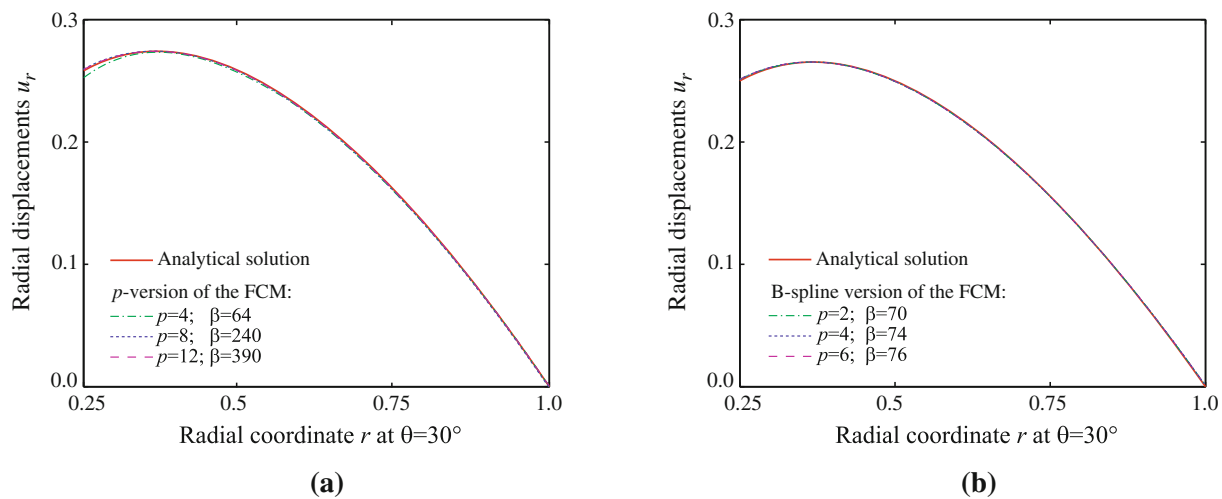 0.3
0.2
0.1
0.0
Radial displacements u_r
Analytical solution
p-version of the FCM:
p=4; β=64
p=8; β=240
p=12; β=390
0.25 0.5 0.75 1.0
Radial coordinate r at θ=30°
(a)
0.3
0.2
0.1
0.0
Radial displacements u_r
Analytical solution
B-spline version of the FCM:
p=2; β=70
p=4; β=74
p=6; β=76
0.25 0.5 0.75 1.0
Radial coordinate r at θ=30°
(b)